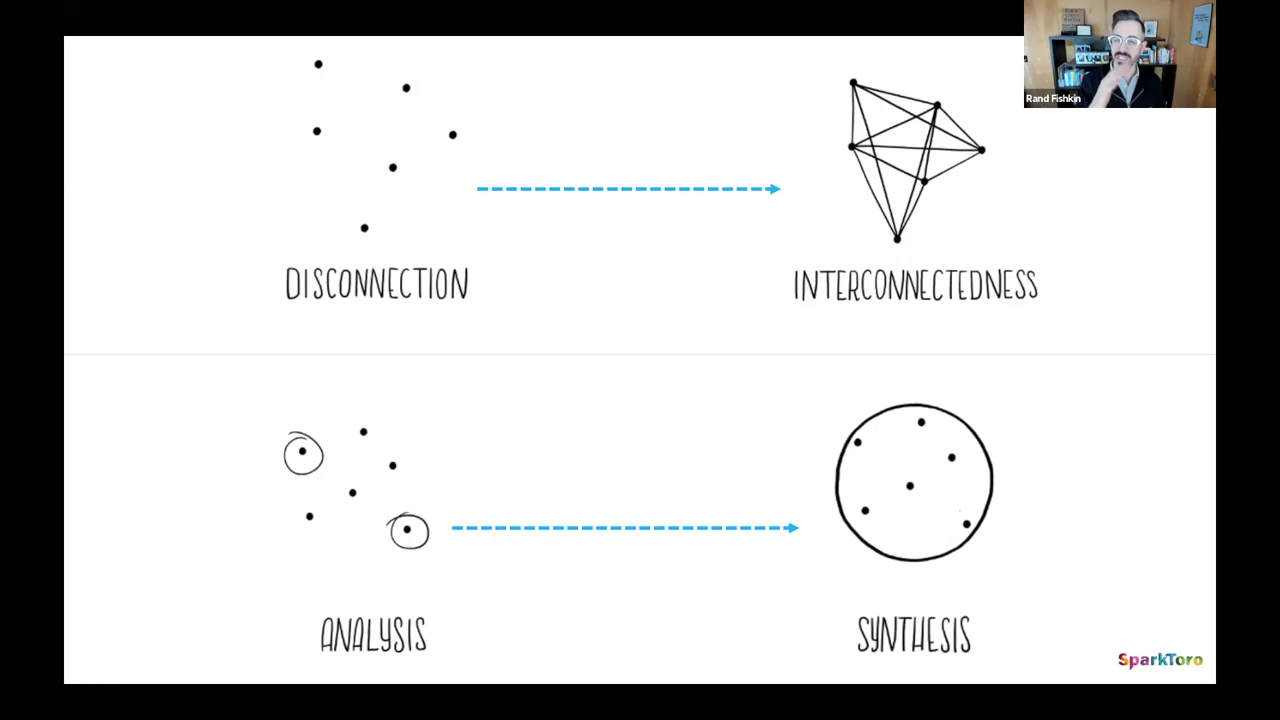 Rand Fishkin
DISCONNECTION
INTERCONNECTEDNESS
ANALYSIS
SYNTHESIS
SparkToro